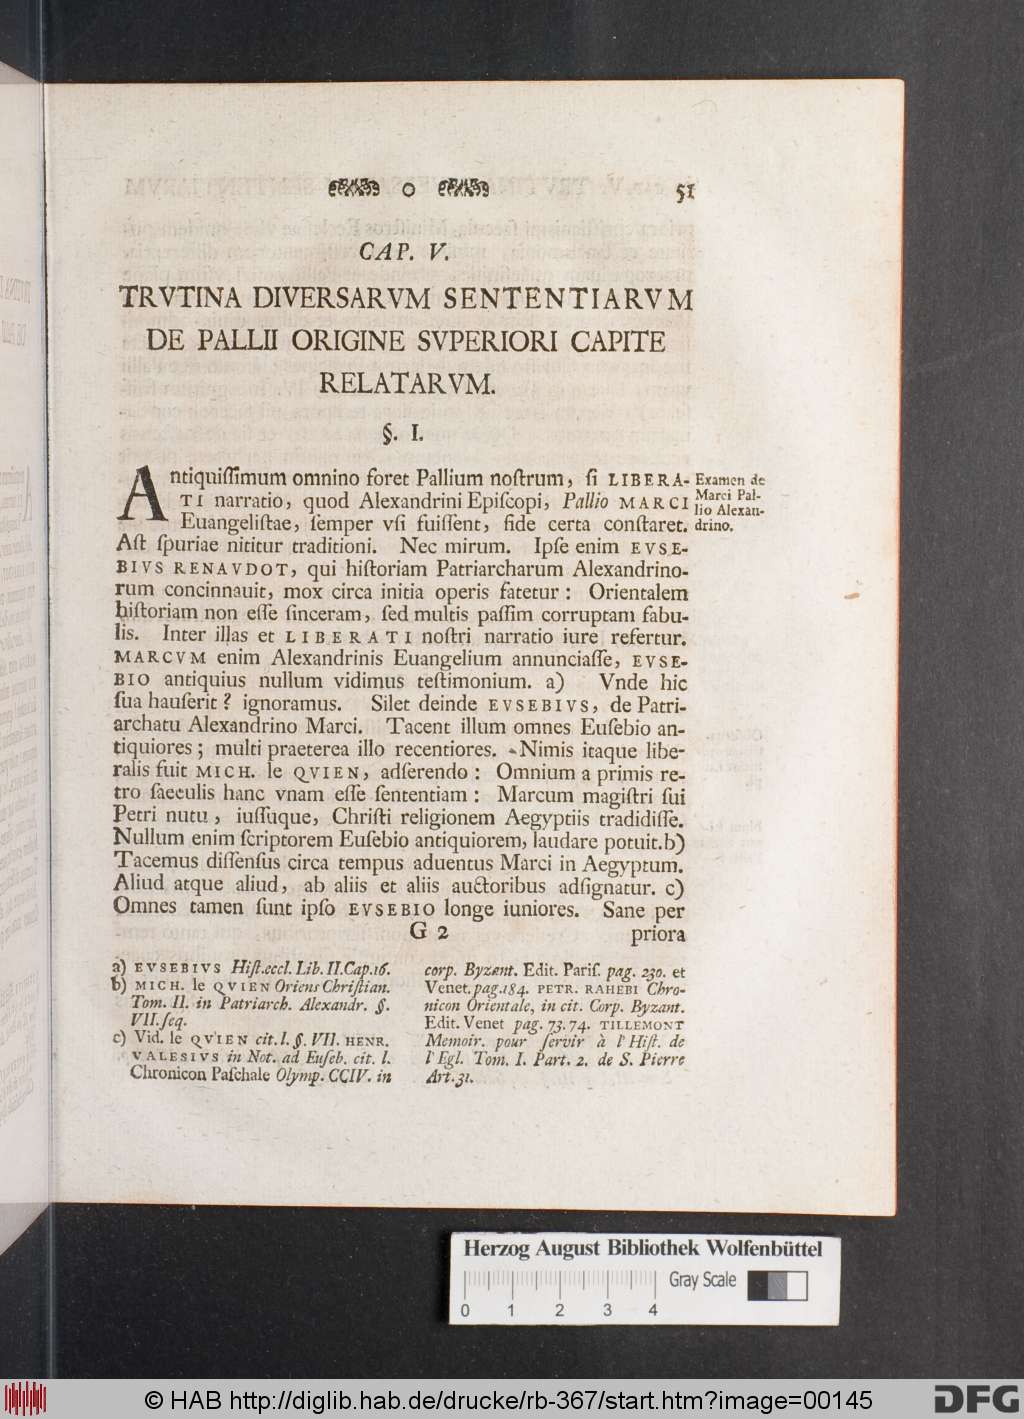 o 51
CAP. V.
TRVTINA DIVERSARVM SENTENTIARVM
DE PALLII ORIGINE SVPERIORI CAPITE
RELATARVM.
§. I.
Antiquiſſimum omnino foret Pallium noſtrum, ſi LIBERA-
TI narratio, quod Alexandrini Epiſcopi, Pallio MARCI
Euangeliſtae, ſemper vſi fuiſſent, fide certa conſtaret.
Examen de
Marci Pal-
lio Alexan-
drino.
Aſt ſpuriae nititur traditioni. Nec mirum. Ipſe enim EVSE-
BIVS RENAVDOT, qui hiſtoriam Patriarcharum Alexandrino-
rum concinnauit, mox circa initia operis fatetur : Orientalem
hiſtoriam non eſſe ſinceram, ſed multis paſſim corruptam fabu-
lis. Inter illas et LIBERATI noſtri narratio iure refertur.
MARCVM enim Alexandrinis Euangelium annunciaſſe, EVSE-
BIO antiquius nullum vidimus teſtimonium. a) Vnde hic
ſua hauſerit ? ignoramus. Silet deinde EVSEBIVS, de Patri-
archatu Alexandrino Marci. Tacent illum omnes Euſebio an-
tiquiores ; multi praeterea illo recentiores. Nimis itaque libe-
ralis fuit MICH. le QVIEN, adſerendo : Omnium a primis re-
tro ſaeculis hanc vnam eſſe ſententiam : Marcum magiſtri ſui
Petri nutu, iuſſuque, Chriſti religionem Aegyptiis tradidiſſe.
Nullum enim ſcriptorem Euſebio antiquiorem, laudare potuit.b)
Tacemus diſſenſus circa tempus aduentus Marci in Aegyptum.
Aliud atque aliud, ab aliis et aliis auctoribus adſignatur. c)
Omnes tamen ſunt ipſo EVSEBIO longe iuniores. Sane per
G 2 priora
a) EVSEBIVS Hiſt.eccl. Lib. II.Cap.16.
b) MICH. le QVIEN Oriens Chriſtian.
Tom. II. in Patriarch. Alexandr. §.
VII.ſeq.
c) Vid. le QVIEN cit. l. §. VII. HENR.
VALESIVS in Not. ad Euſeb. cit. l.
Chronicon Paſchale Olymp. CCIV. in
corp. Byzant. Edit. Pariſ. pag. 230. et
Venet. pag.184. PETR. RAHEBI Chro-
nicon Orientale, in cit. Corp. Byzant.
Edit. Venet pag. 73. 74. TILLEMONT
Memoir. pour ſervir à l'Hiſt. de
l'Egl. Tom. I. Part. 2. de S. Pierre
Art.31.
Herzog August Bibliothek Wolfenbüttel
Gray Scale
0 1 2 3 4
© HAB http://diglib.hab.de/drucke/rb-367/start.htm?image=00145
DFG